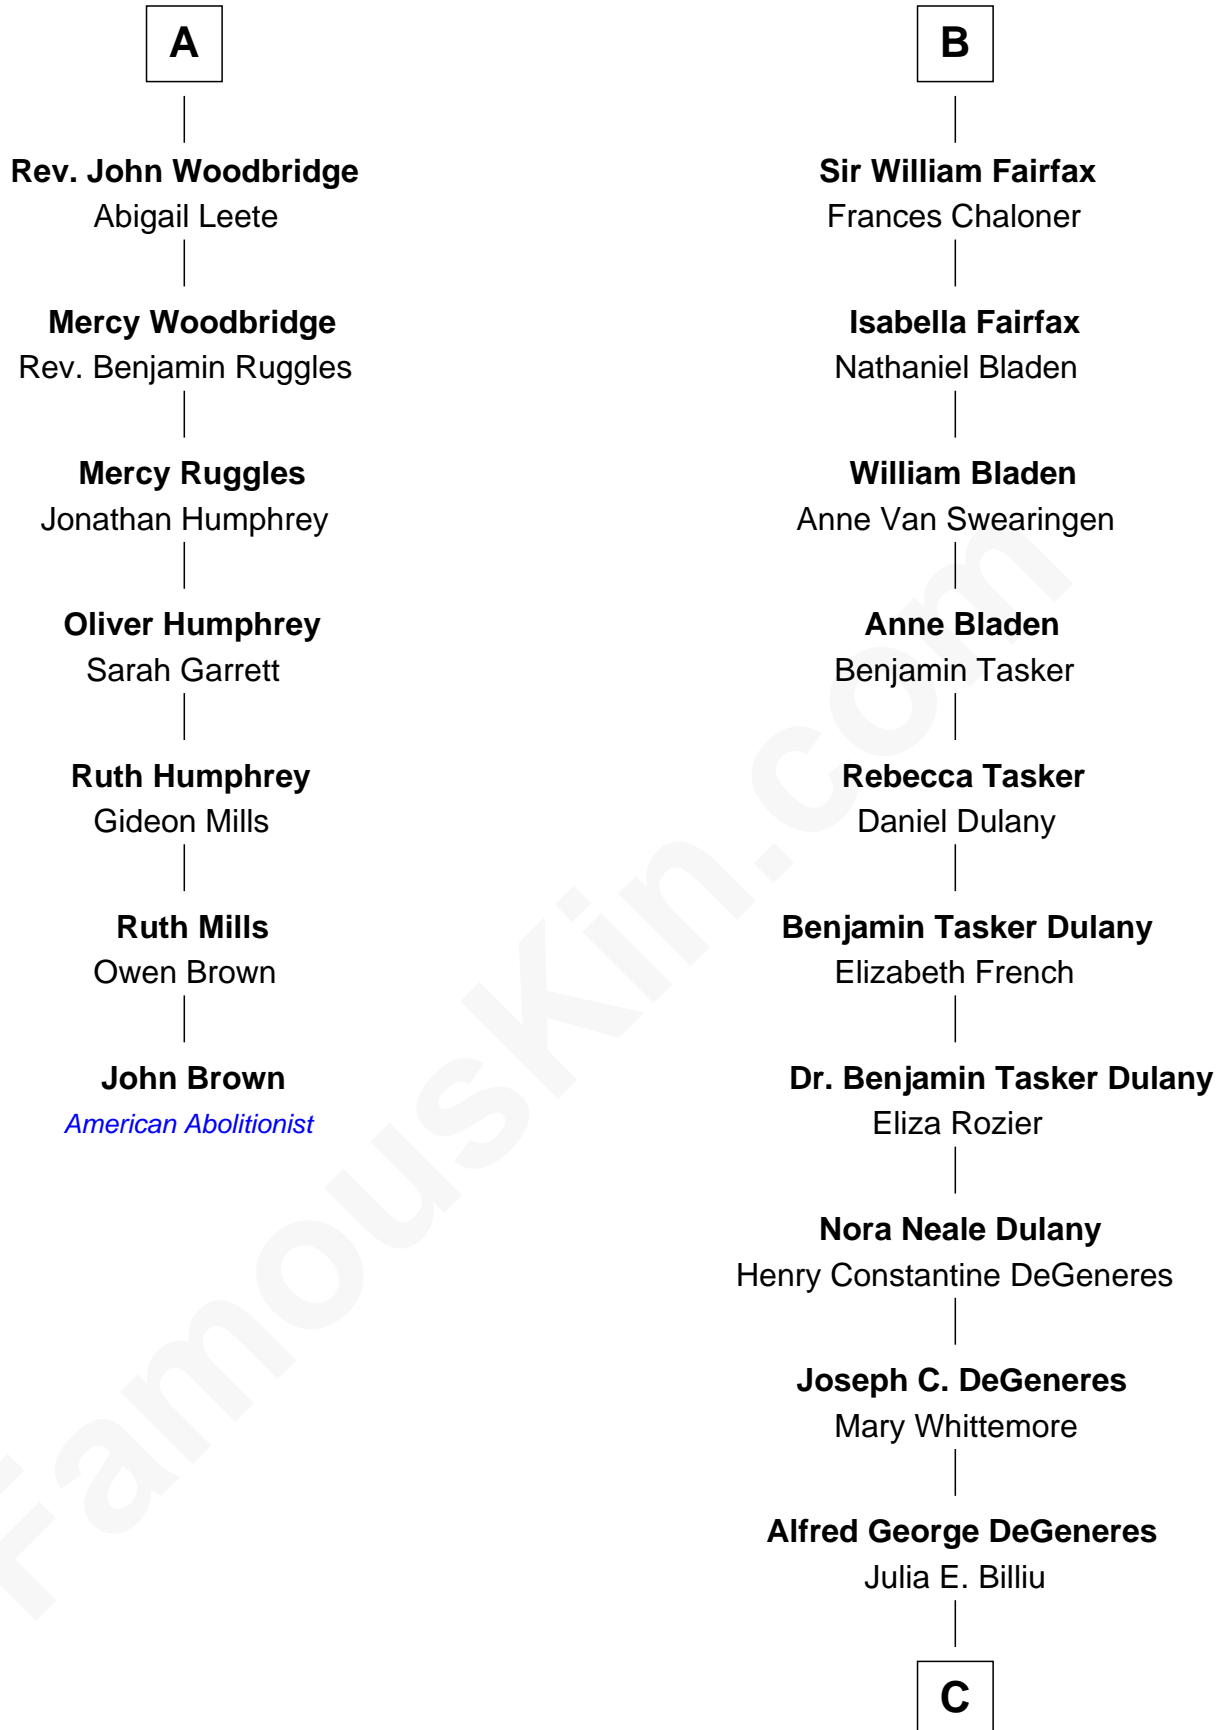 A
Rev. John Woodbridge
Abigail Leete
Mercy Woodbridge
Rev. Benjamin Ruggles
Mercy Ruggles
Jonathan Humphrey
Oliver Humphrey
Sarah Garrett
Ruth Humphrey
Gideon Mills
Ruth Mills
Owen Brown
John Brown
American Abolitionist
B
Sir William Fairfax
Frances Chaloner
Isabella Fairfax
Nathaniel Bladen
William Bladen
Anne Van Swearingen
Anne Bladen
Benjamin Tasker
Rebecca Tasker
Daniel Dulany
Benjamin Tasker Dulany
Elizabeth French
Dr. Benjamin Tasker Dulany
Eliza Rozier
Nora Neale Dulany
Henry Constantine DeGeneres
Joseph C. DeGeneres
Mary Whittemore
Alfred George DeGeneres
Julia E. Billiu
C
FamousKin.com